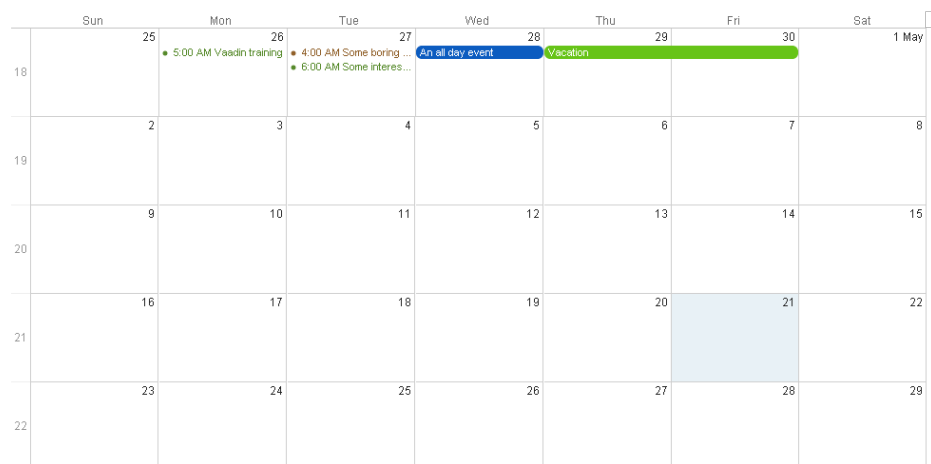 Sun Mon Tue Wed Thu Fri Sat
18 25 26 27 28 29 30 1 May
5:00 AM Vaadin training 4:00 AM Some boring ... An all day event Vacation
6:00 AM Some interes...
19 2 3 4 5 6 7 8
20 9 10 11 12 13 14 15
21 16 17 18 19 20 21 22
22 23 24 25 26 27 28 29